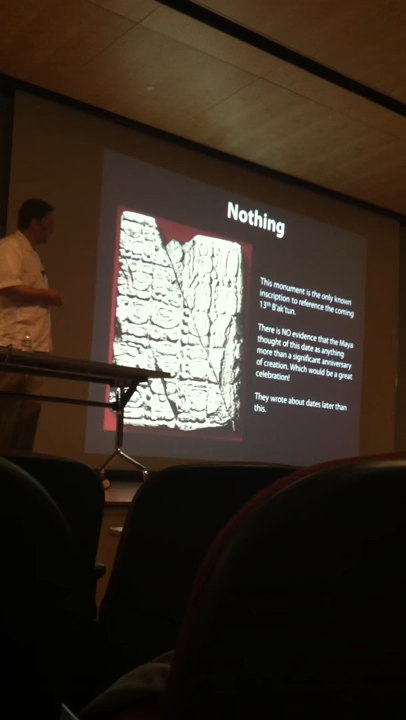 Nothing
This monument is the only known
inscription to reference the coming
13th B'ak'tun.
There is NO evidence that the Maya
thought of this date as anything
more than a significant anniversary
of creation. Which would be a great
celebration!
They wrote about dates later than
this.